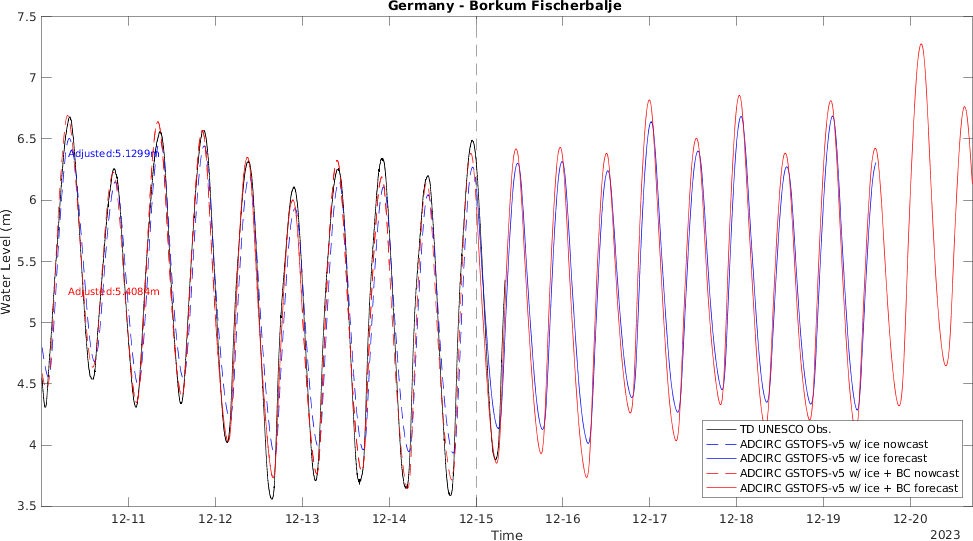 Germany - Borkum Fischerbalje
7.5
7
6.5
6
5.5
5
4.5
4
3.5
Water Level (m)
Adjusted:5.1299m
Adjusted:5.4084m
TD UNESCO Obs.
ADCIRC GSTOFS-v5 w/ ice nowcast
ADCIRC GSTOFS-v5 w/ ice forecast
ADCIRC GSTOFS-v5 w/ ice + BC nowcast
ADCIRC GSTOFS-v5 w/ ice + BC forecast
12-11 12-12 12-13 12-14 12-15 12-16 12-17 12-18 12-19 12-20
Time
2023